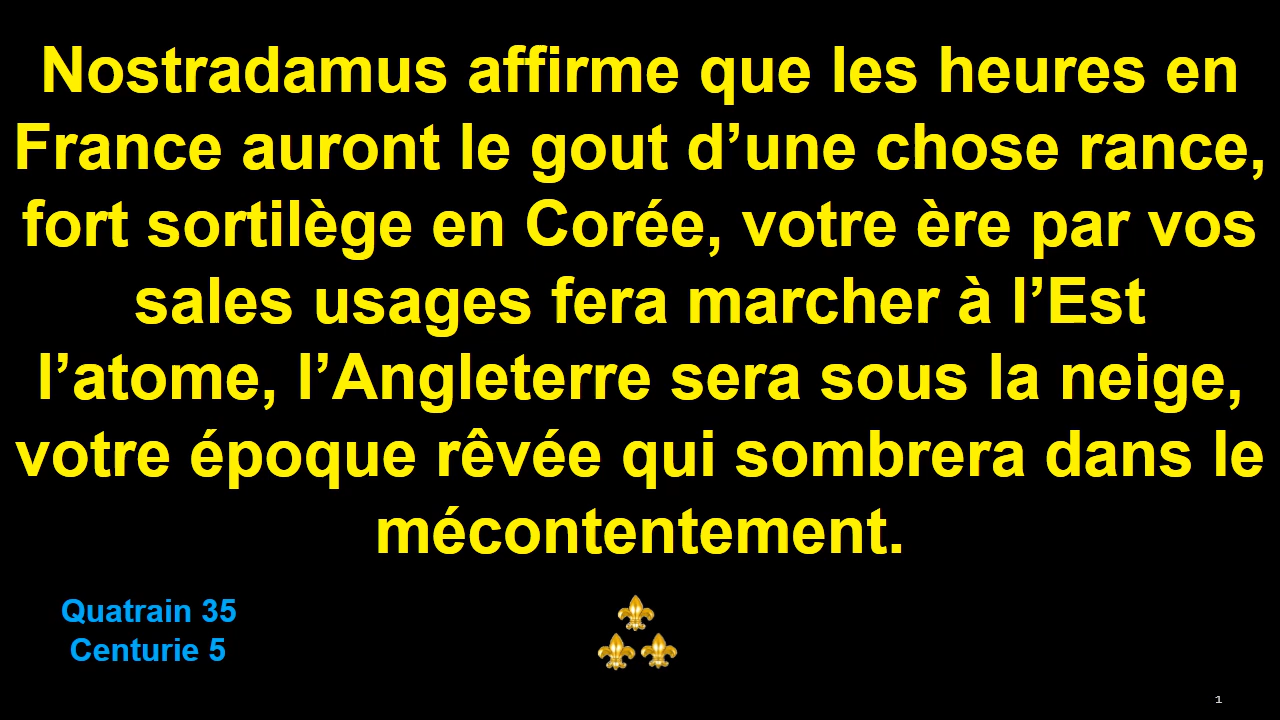 Nostradamus affirme que les heures en
France auront le gout d’une chose rance,
fort sortilège en Corée, votre ère par vos
sales usages fera marcher à l’Est
l’atome, l’Angleterre sera sous la neige,
votre époque rêvée qui sombrera dans le
mécontentement.
Quatrain 35
Centurie 5
1